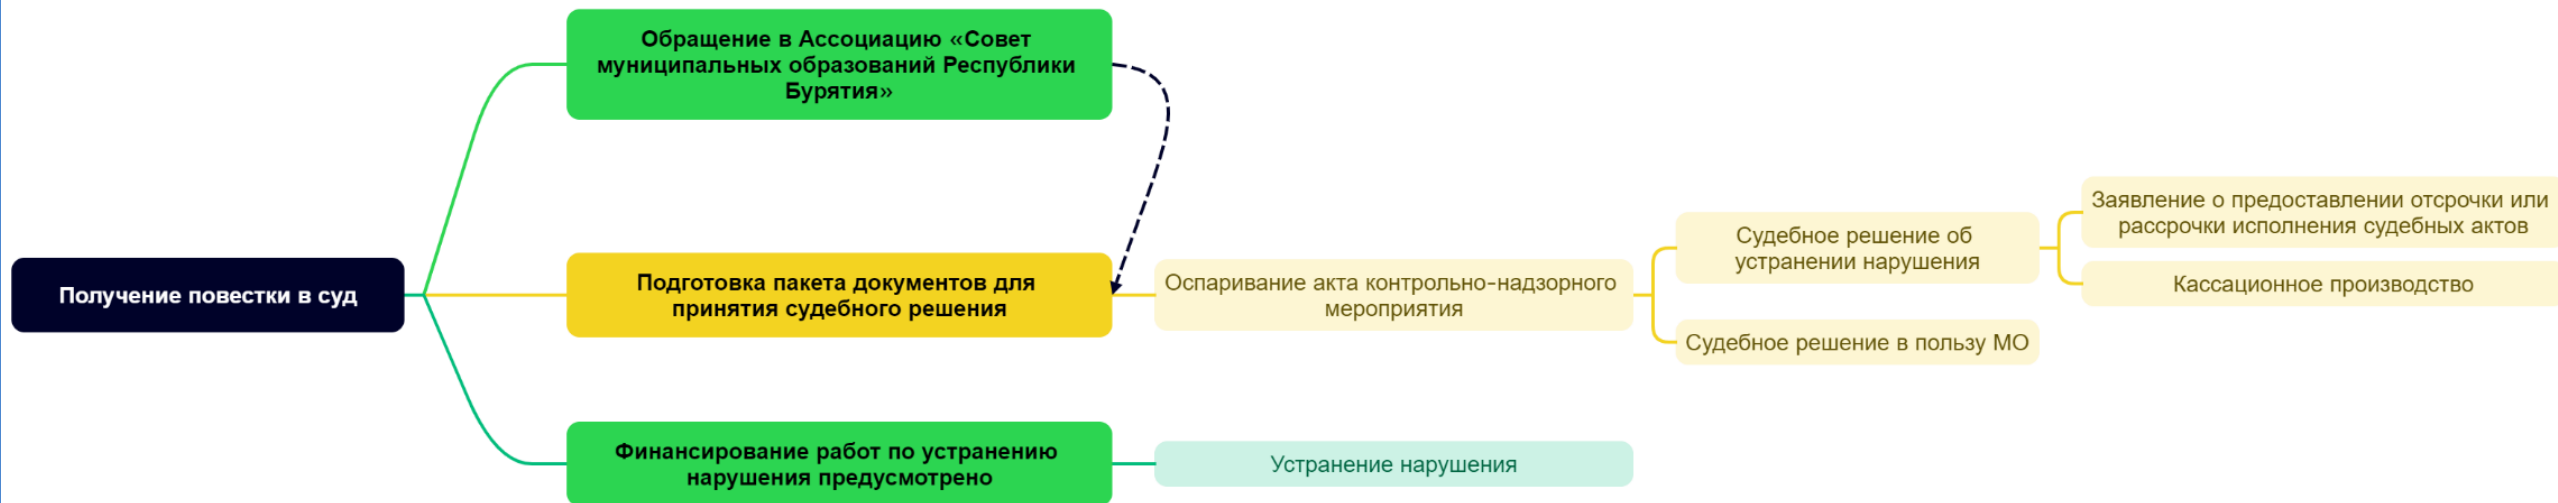 Получение повестки в суд
Обращение в Ассоциацию «Совет
муниципальных образований Республики
Бурятия»
Подготовка пакета документов для
принятия судебного решения
Оспаривание акта контрольно-надзорного
мероприятия
Судебное решение об
устранении нарушения
Заявление о предоставлении отсрочки или
рассрочки исполнения судебных актов
Кассационное производство
Судебное решение в пользу МО
Финансирование работ по устранению
нарушения предусмотрено
Устранение нарушения